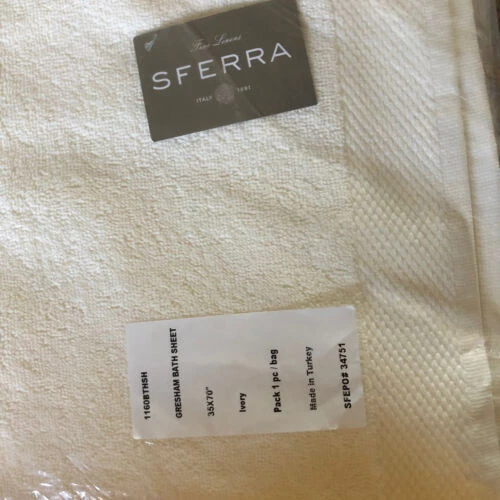 Fine Linens
SFERRA
ITALY 1891
1160BTHSH
GRESHAM BATH SHEET
35X70"
Ivory
Pack 1 pc / bag
Made in Turkey
SFEPO# 34751